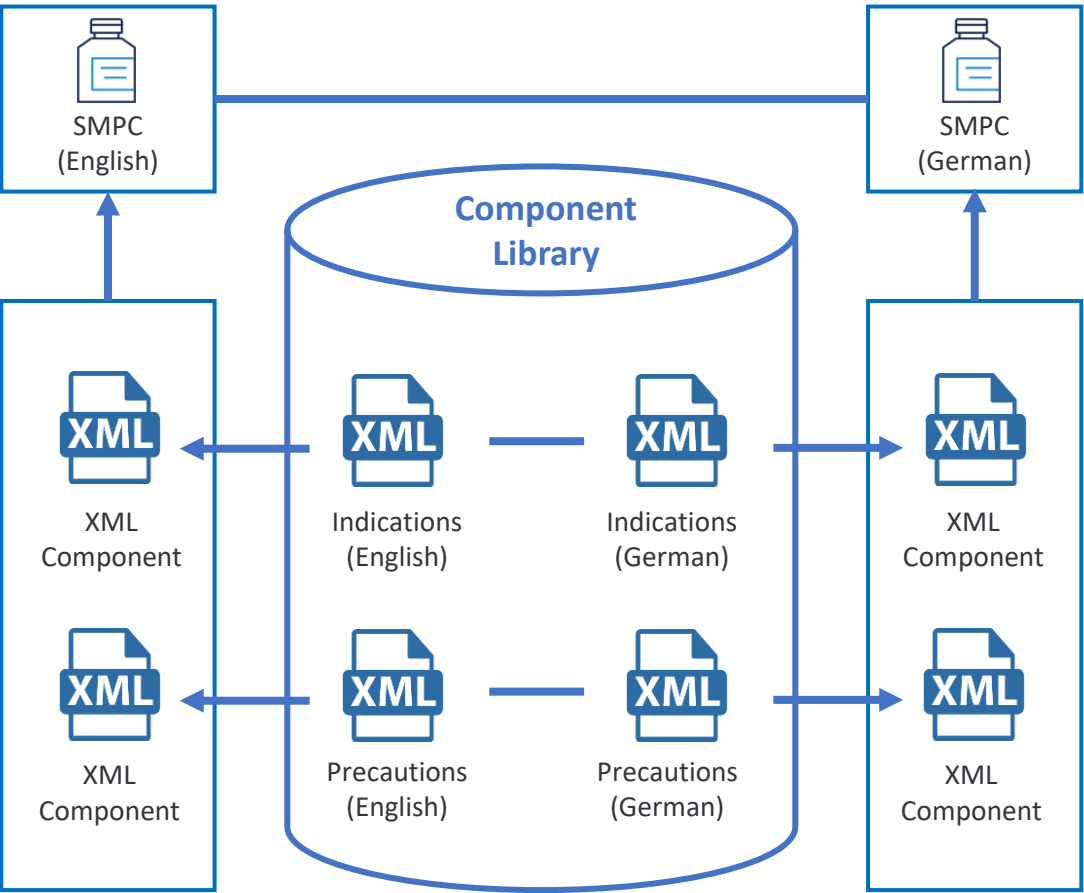 SMPC
(English)
SMPC
(German)
Component
Library
XML
XML
XML
XML
XML
Component
Indications
(English)
Indications
(German)
XML
Component
XML
XML
XML
XML
XML
Component
Precautions
(English)
Precautions
(German)
XML
Component